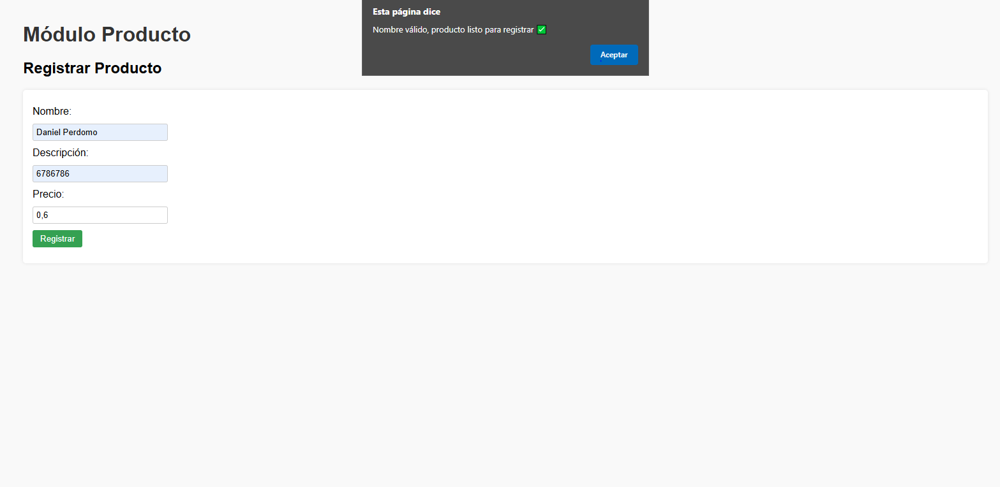 Módulo Producto
Registrar Producto
Esta página dice
Nombre válido, producto listo para registrar ✅
Aceptar
Nombre:
Daniel Perdomo
Descripción:
6786786
Precio:
0,6
Registrar